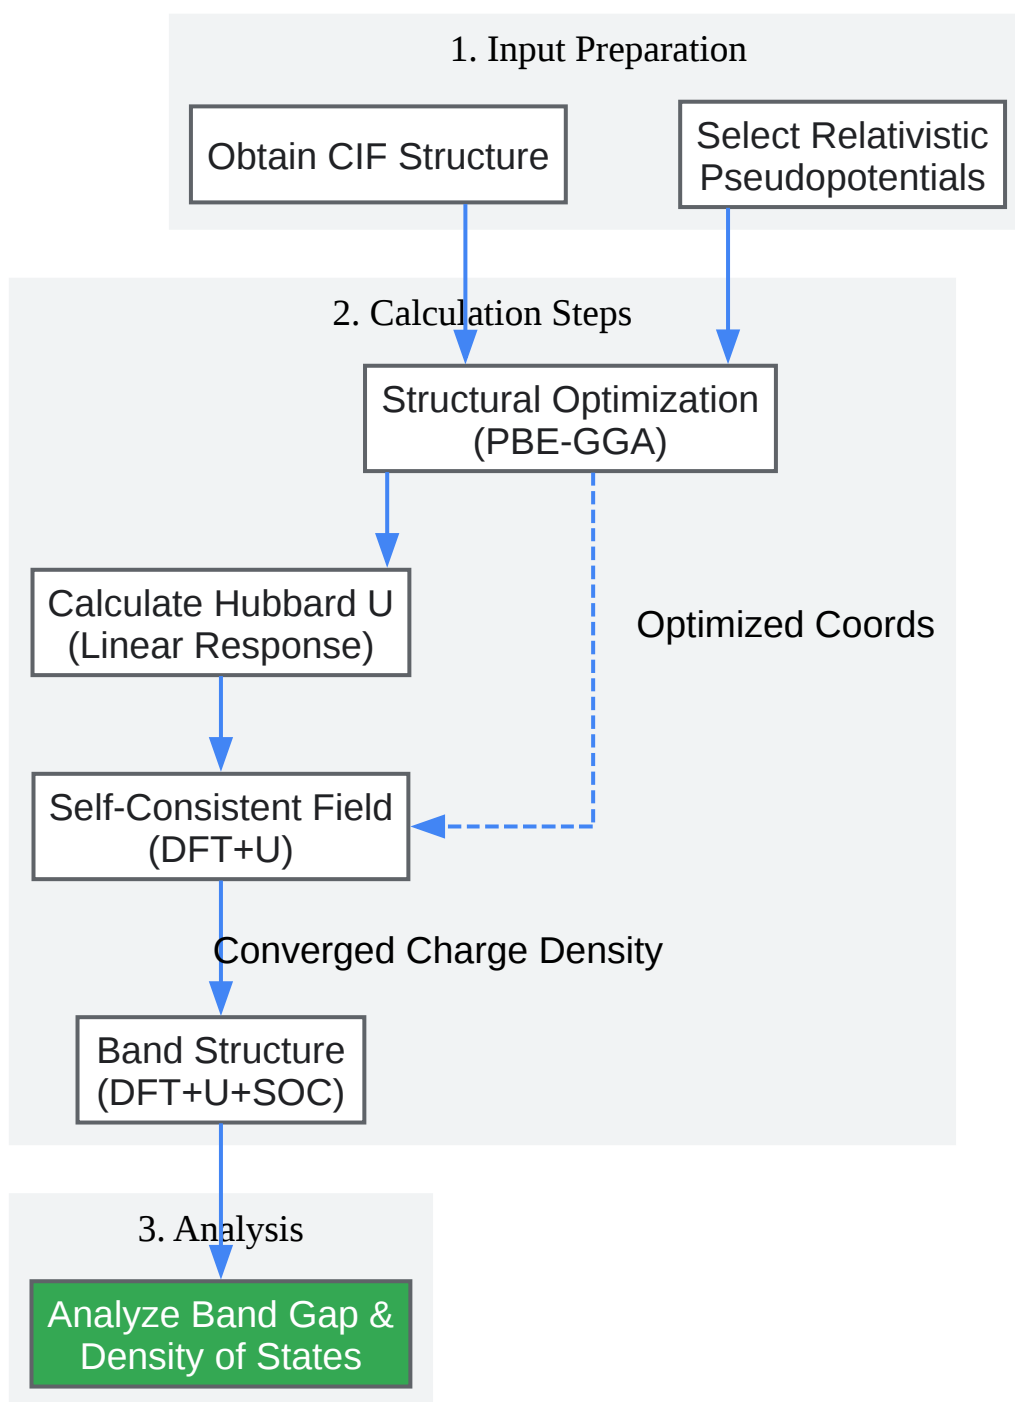 1. Input Preparation
Obtain CIF Structure
Select Relativistic
Pseudopotentials
2. Calculation Steps
Structural Optimization
(PBE-GGA)
Calculate Hubbard U
(Linear Response)
Optimized Coords
Self-Consistent Field
(DFT+U)
Converged Charge Density
Band Structure
(DFT+U+SOC)
3. Analysis
Analyze Band Gap &
Density of States